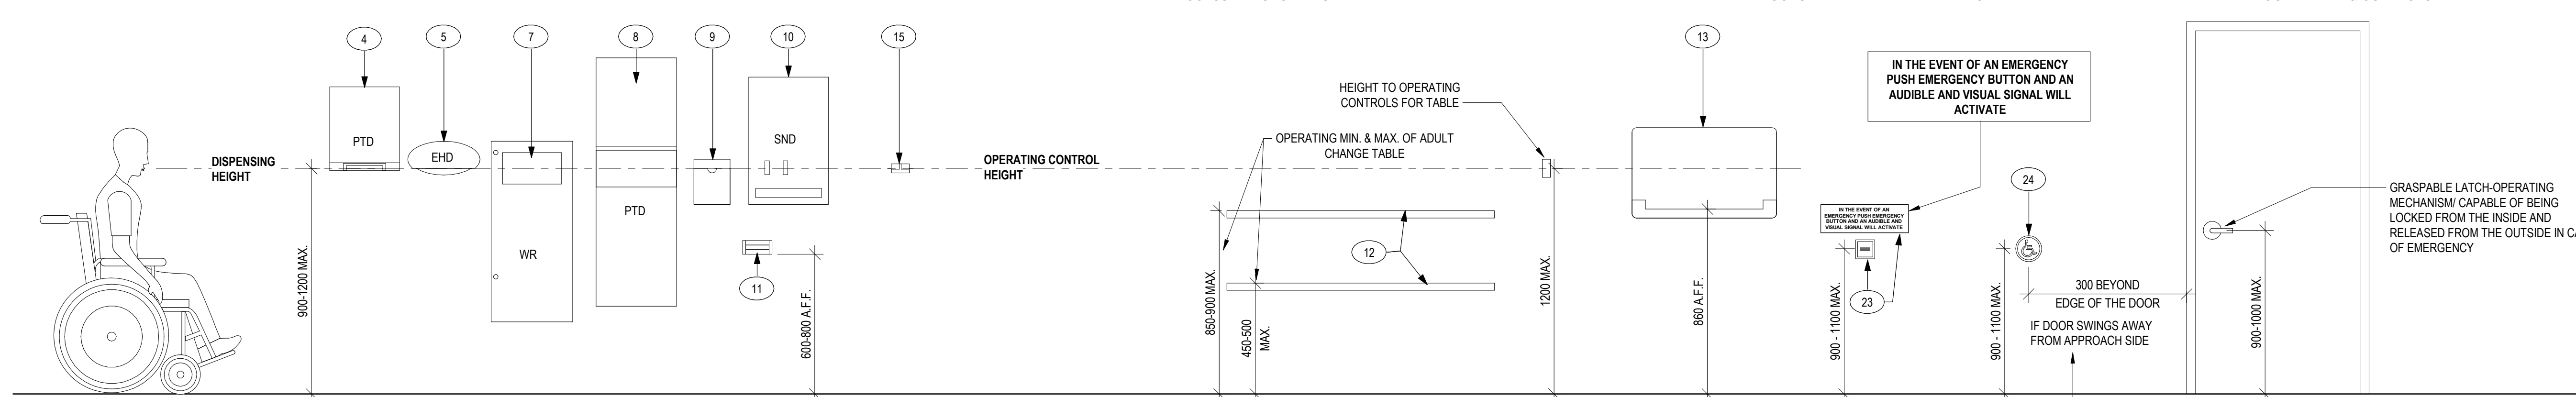 4
5
7
8
9
10
15
13
IN THE EVENT OF AN EMERGENCY
PUSH EMERGENCY BUTTON AND AN
AUDIBLE AND VISUAL SIGNAL WILL
ACTIVATE
HEIGHT TO OPERATING
CONTROLS FOR TABLE
PTD
EHD
SND
OPERATING MIN. & MAX. OF ADULT
CHANGE TABLE
DISPENSING
HEIGHT
OPERATING CONTROL
HEIGHT
24
GRASPABLE LATCH-OPERATING
MECHANISM/ CAPABLE OF BEING
LOCKED FROM THE INSIDE AND
RELEASED FROM THE OUTSIDE IN CA
OF EMERGENCY
IN THE EVENT OF AN
EMERGENCY PUSH EMERGENCY
BUTTON AND AN AUDIBLE AND
VISUAL SIGNAL WILL ACTIVATE
PTD
WR
11
12
23
900-1200 MAX.
600-800 A.F.F.
850-900 MAX.
450-500
MAX.
1200 MAX.
860 A.F.F.
900 - 1100 MAX.
900 - 1100 MAX.
300 BEYOND
EDGE OF THE DOOR
IF DOOR SWINGS AWAY
FROM APPROACH SIDE
900-1000 MAX.